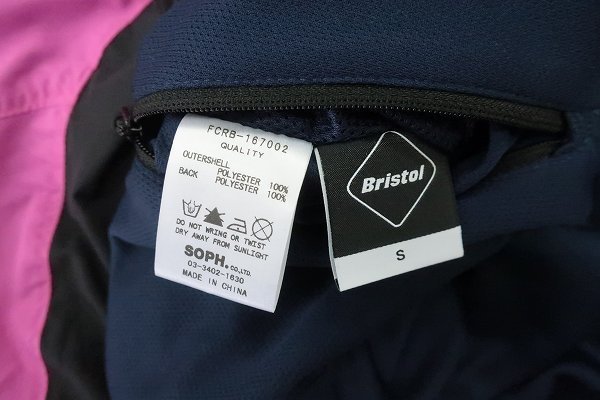 FCRB-167002
QUALITY
OUTERSHELL
POLYESTER 100%
BACK POLYESTER 100%
DO NOT WRING OR TWIST
DRY AWAY FROM SUNLIGHT
SOPH.CO.,LTD.
03-3402-1630
MADE IN CHINA
Bristol
S